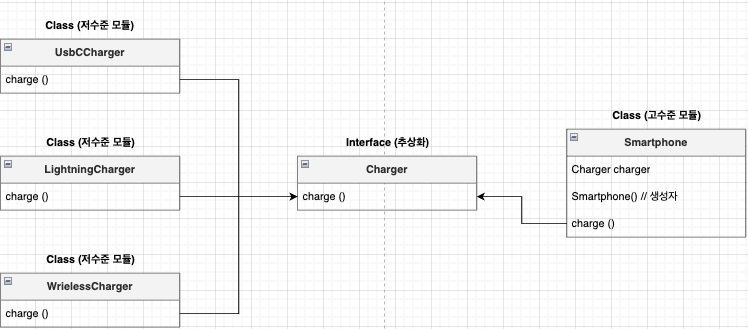 Class (저수준 모듈)
UsbCCharger
charge ()
Class (저수준 모듈)
LightningCharger
charge ()
Class (저수준 모듈)
WrielessCharger
charge ()
Interface (추상화)
Charger
charge ()
Class (고수준 모듈)
Smartphone
Charger charger
Smartphone() // 생성자
charge ()